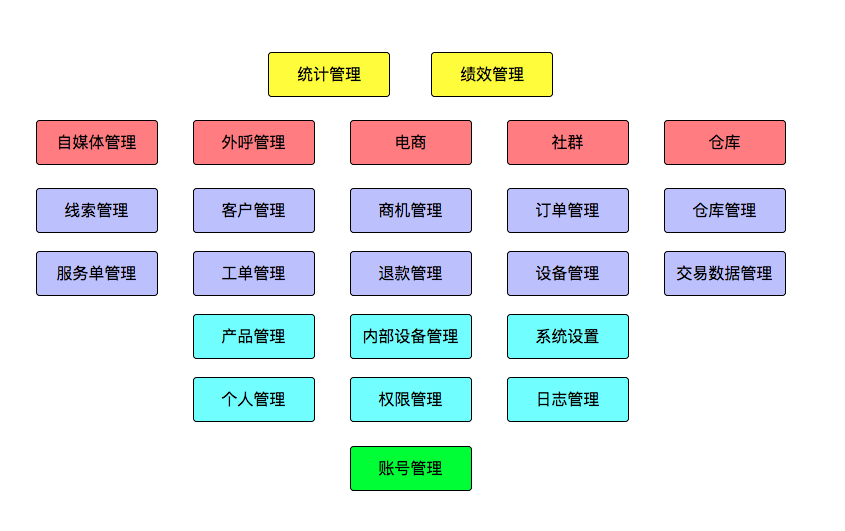 统计管理 绩效管理
自媒体管理 外呼管理 电商 社群 仓库
线索管理 客户管理 商机管理 订单管理 仓库管理
服务单管理 工单管理 退款管理 设备管理 交易数据管理
产品管理 内部设备管理 系统设置
个人管理 权限管理 日志管理
账号管理